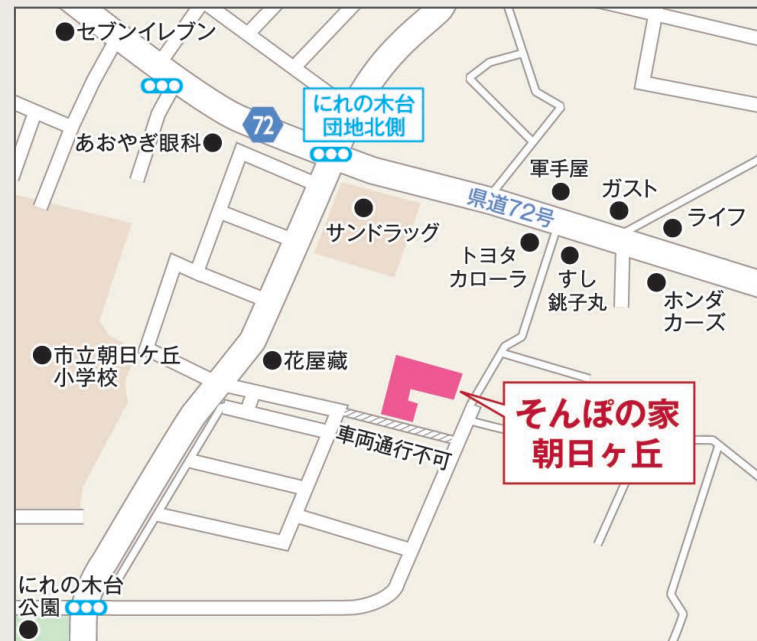 セブンイレブン
72
にれの木台
団地北側
あおやぎ眼科
サンドラッグ
県道72号
軍手屋
ガスト
ライフ
トヨタ
カローラ
すし
銚子丸
ホンダ
カーズ
市立朝日ケ丘
小学校
花屋蔵
そんぽの家
朝日ヶ丘
車両通行不可
にれの木台
公園